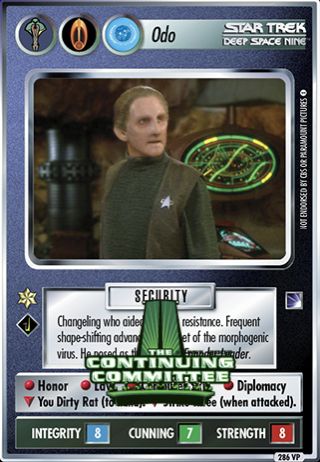 Odo
STAR TREK
DEEP SPACE NINE
NOT ENDORSED BY CBS OR PARAMOUNT PICTURES
SECURITY
Changeling who aided resistance. Frequent
shape-shifting of the morphogenic
virus. He posed as
THE
CONTINUING
COMMITTEE
Honor Diplomacy
You Dirty Rat (when attacked).
INTEGRITY 8 CUNNING 7 STRENGTH 8
286 VP